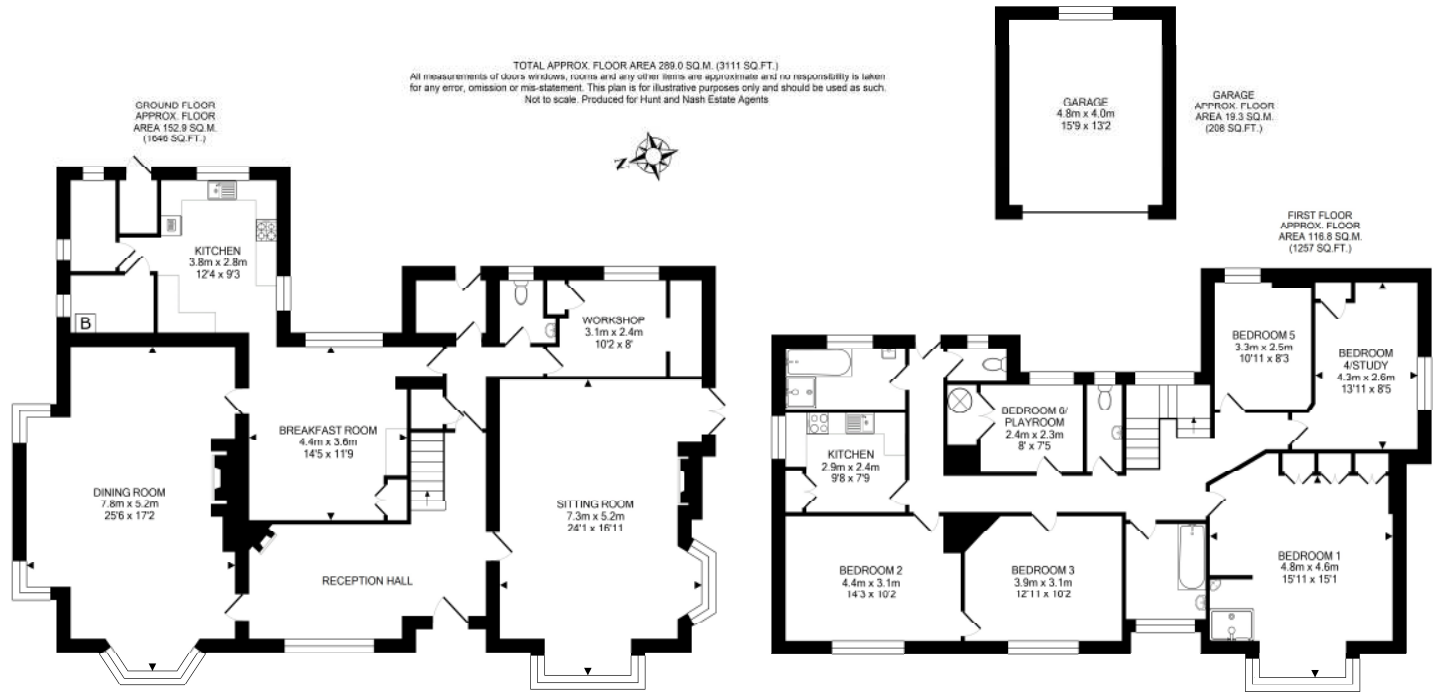 TOTAL APPROX. FLOOR AREA 289.0 SQ.M. (3111 SQ.FT.)
All measurements of doors windows, rooms and any other items are approximate and no responsibility is taken
for any error, omission or mis-statement. This plan is for illustrative purposes only and should be used as such.
Not to scale. Produced for Hunt and Nash Estate Agents
GROUND FLOOR
APPROX. FLOOR
AREA 152.9 SQ.M.
(1646 SQ.FT.)
N
GARAGE
4.8m x 4.0m
15'9 x 13'2
GARAGE
APPROX. FLOOR
AREA 19.3 SQ.M.
(208 SQ.FT.)
FIRST FLOOR
APPROX. FLOOR
AREA 116.8 SQ.M.
(1257 SQ.FT.)
KITCHEN
3.8m x 2.8m
12'4 x 9'3
B
WORKSHOP
3.1m x 2.4m
10'2 x 8'
BREAKFAST ROOM
4.4m x 3.6m
14'5 x 11'9
DINING ROOM
7.8m x 5.2m
25'6 x 17'2
SITTING ROOM
7.3m x 5.2m
24'1 x 16'11
RECEPTION HALL
BEDROOM 5
3.3m x 2.5m
10'11 x 8'3
BEDROOM
4/STUDY
4.3m x 2.6m
13'11 x 8'5
BEDROOM 6/
PLAYROOM
2.4m x 2.3m
8' x 7'5
KITCHEN
2.9m x 2.4m
9'8 x 7'9
BEDROOM 2
4.4m x 3.1m
14'3 x 10'2
BEDROOM 3
3.9m x 3.1m
12'11 x 10'2
BEDROOM 1
4.8m x 4.6m
15'11 x 15'1